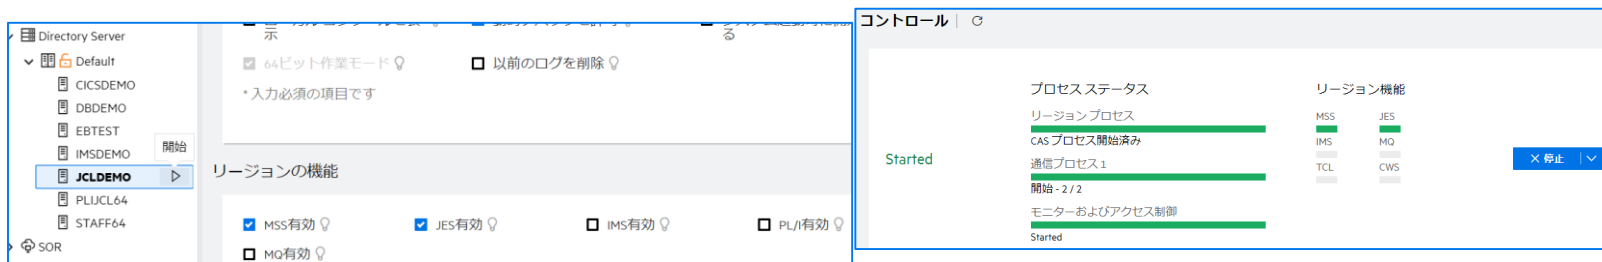 Directory Server
Default
CICSDEMO
DBDEMO
EBTEST
IMSDEMO
開始
JCLDEMO
PLIJCL64
STAFF64
SOR
示
る
64ビット作業モード
以前のログを削除
* 入力必須の項目です
リージョンの機能
MSS有効
JES有効
IMS有効
PL/I有効
MQ有効
コントロール
Started
プロセス ステータス
リージョン プロセス
CAS プロセス開始済み
通信プロセス 1
開始 - 2 / 2
モニターおよびアクセス制御
Started
リージョン機能
MSS JES
IMS MQ
TCL CWS
× 停止